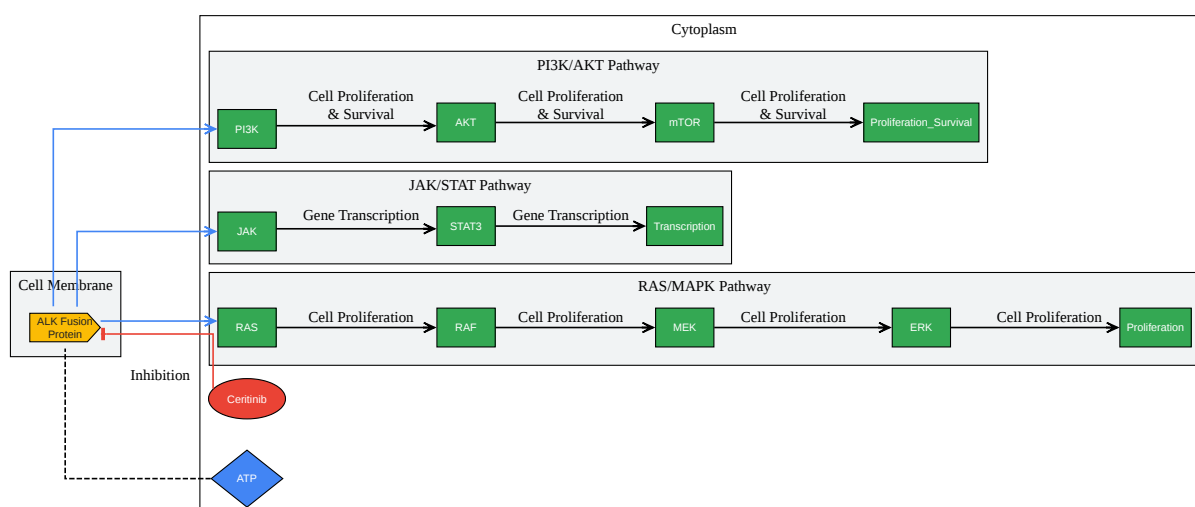 Cytoplasm
PI3K/AKT Pathway
Cell Proliferation
& Survival
Cell Proliferation
& Survival
Cell Proliferation
& Survival
PI3K
AKT
mTOR
Proliferation_Survival
JAK/STAT Pathway
Gene Transcription
Gene Transcription
JAK
STAT3
Transcription
Cell Membrane
ALK Fusion
Protein
RAS/MAPK Pathway
Cell Proliferation
Cell Proliferation
Cell Proliferation
Cell Proliferation
RAS
RAF
MEK
ERK
Proliferation
Inhibition
Ceritinib
ATP